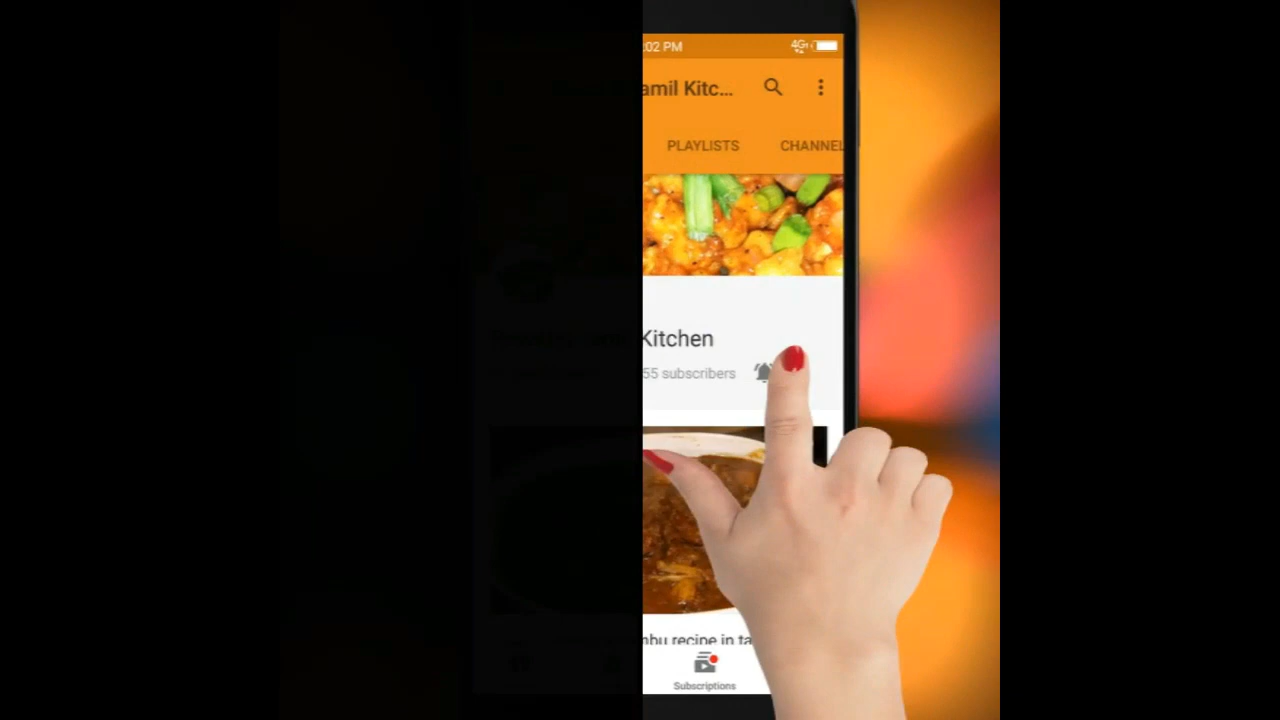 :02 PM
4G
amil Kitc...
PLAYLISTS
CHANNEL
Kitchen
55 subscribers
mbu recipe in ta
Subscriptions